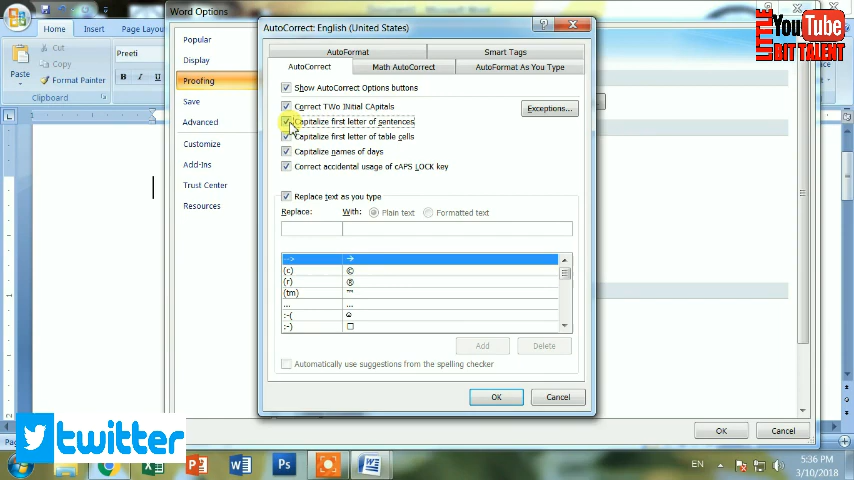 Word Options
Home
Insert
Page Layou
Paste
Cut
Copy
Format Painter
Clipboard
Preeti
B
I
Popular
Display
Proofing
Save
Advanced
Customize
Add-Ins
Trust Center
Resources
AutoCorrect: English (United States)
AutoFormat
Smart Tags
AutoCorrect
Math AutoCorrect
AutoFormat As You Type
Show AutoCorrect Options buttons
Correct TWo INitial CApitals
Exceptions...
Capitalize first letter of sentences
Capitalize first letter of table cells
Capitalize names of days
Correct accidental usage of cAPS LOCK key
Replace text as you type
Replace:
With:
Plain text
Formatted text
-->
→
(c)
©
(r)
®
(tm)
™
...
...
:-(
☹
:-)
□
Add
Delete
Automatically use suggestions from the spelling checker
OK
Cancel
OK
Cancel
LITTLE
YouTube
BIT TALENT
twitter
EN
5:36 PM
3/10/2018